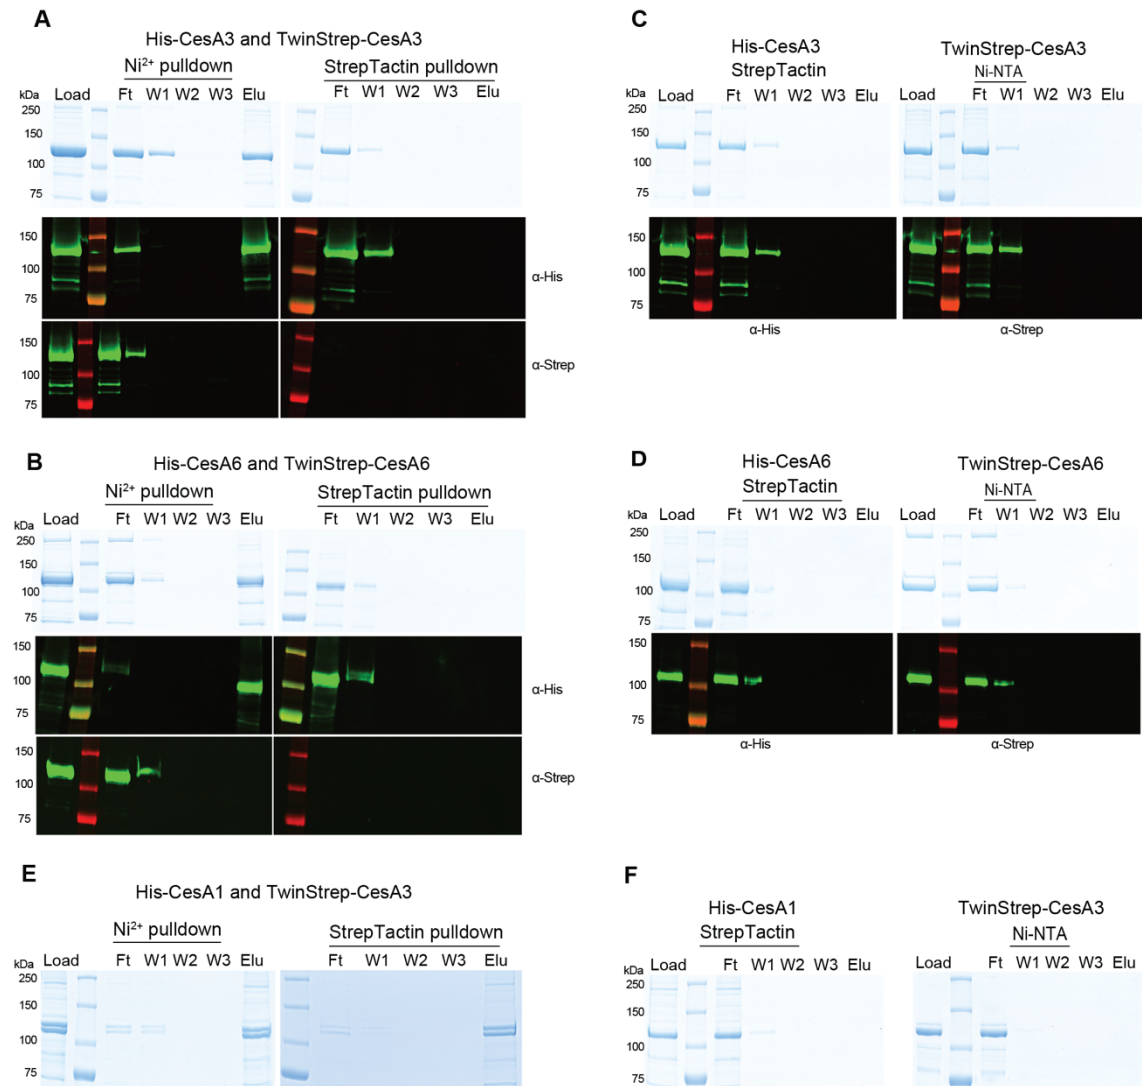 A
His-CesA3 and TwinStrep-CesA3
Ni²⁺ pulldown
StrepTactin pulldown
kDa Load Ft W1 W2 W3 Elu Ft W1 W2 W3 Elu
250
150
100
75
150
100
75
α-His
150
100
75
α-Strep
B
His-CesA6 and TwinStrep-CesA6
Ni²⁺ pulldown
StrepTactin pulldown
kDa Load Ft W1 W2 W3 Elu Ft W1 W2 W3 Elu
250
150
100
75
150
100
75
α-His
150
100
75
α-Strep
C
His-CesA3
StrepTactin
TwinStrep-CesA3
Ni-NTA
kDa Load Ft W1 W2 W3 Elu Load Ft W1 W2 W3 Elu
250
150
100
75
150
100
75
α-His
α-Strep
D
His-CesA6
StrepTactin
TwinStrep-CesA6
Ni-NTA
kDa Load Ft W1 W2 W3 Elu Load Ft W1 W2 W3 Elu
250
150
100
75
150
100
75
α-His
α-Strep
E
His-CesA1 and TwinStrep-CesA3
Ni²⁺ pulldown
StrepTactin pulldown
kDa Load Ft W1 W2 W3 Elu Ft W1 W2 W3 Elu
250
150
100
75
F
His-CesA1
StrepTactin
TwinStrep-CesA3
Ni-NTA
kDa Load Ft W1 W2 W3 Elu Load Ft W1 W2 W3 Elu
250
150
100
75